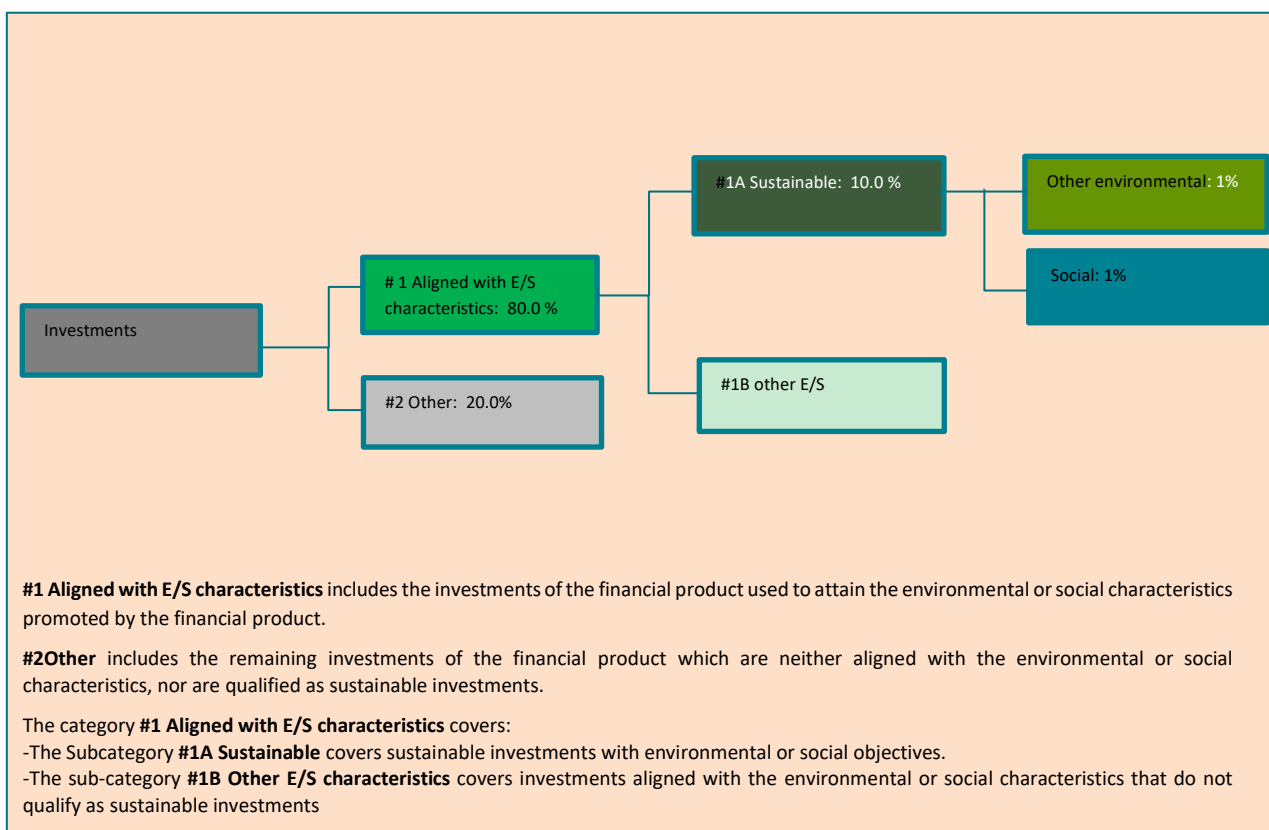 #1A Sustainable: 10.0 %
Other environmental: 1%
# 1 Aligned with E/S
characteristics: 80.0 %
Social: 1%
Investments
#1B other E/S
#2 Other: 20.0%
#1 Aligned with E/S characteristics includes the investments of the financial product used to attain the environmental or social characteristics
promoted by the financial product.
#2Other includes the remaining investments of the financial product which are neither aligned with the environmental or social
characteristics, nor are qualified as sustainable investments.
The category #1 Aligned with E/S characteristics covers:
-The Subcategory #1A Sustainable covers sustainable investments with environmental or social objectives.
-The sub-category #1B Other E/S characteristics covers investments aligned with the environmental or social characteristics that do not
qualify as sustainable investments